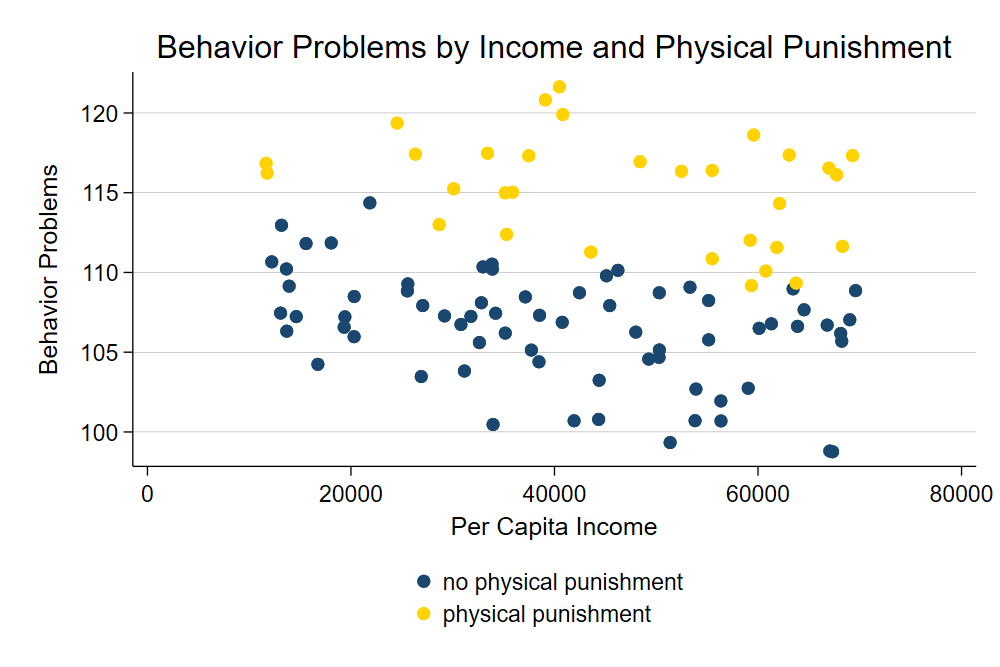 Behavior Problems by Income and Physical Punishment
Behavior Problems
120
115
110
105
100
0 20000 40000 60000 80000
Per Capita Income
no physical punishment
physical punishment